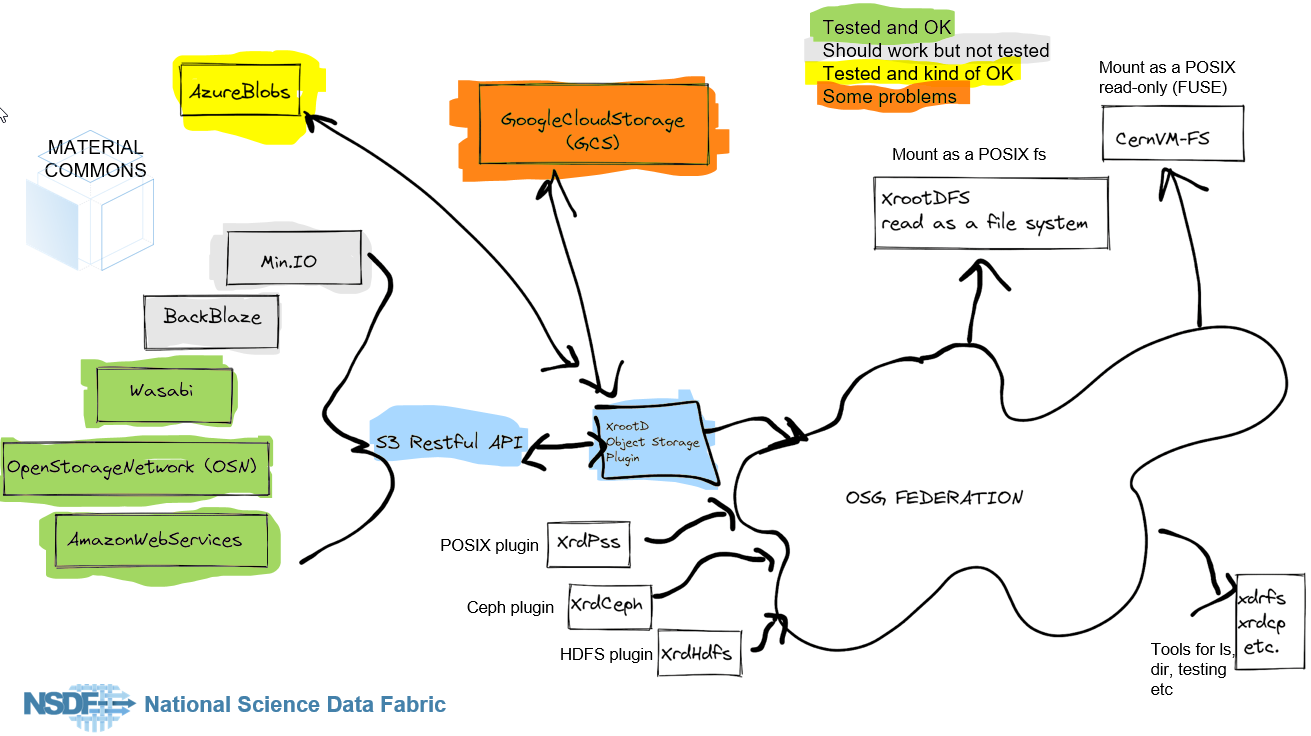 Tested and OK
Should work but not tested
Tested and kind of OK
Some problems
Mount as a POSIX
read-only (FUSE)
AzureBlobs
GoogleCloudStorage
(GCS)
CernVM-FS
MATERIAL
COMMONS
Mount as a POSIX fs
XrootDFS
read as a file system
Min.IO
BackBlaze
Wasabi
S3 Restful API
XrootD
Object Storage
Plugin
OpenStorageNetwork (OSN)
OSG FEDERATION
AmazonWebServices
POSIX plugin
XrdPss
Ceph plugin
XrdCeph
HDFS plugin
XrdHdfs
xdrfs
xrdcp
etc.
Tools for ls,
dir, testing
etc
NSDF
National Science Data Fabric